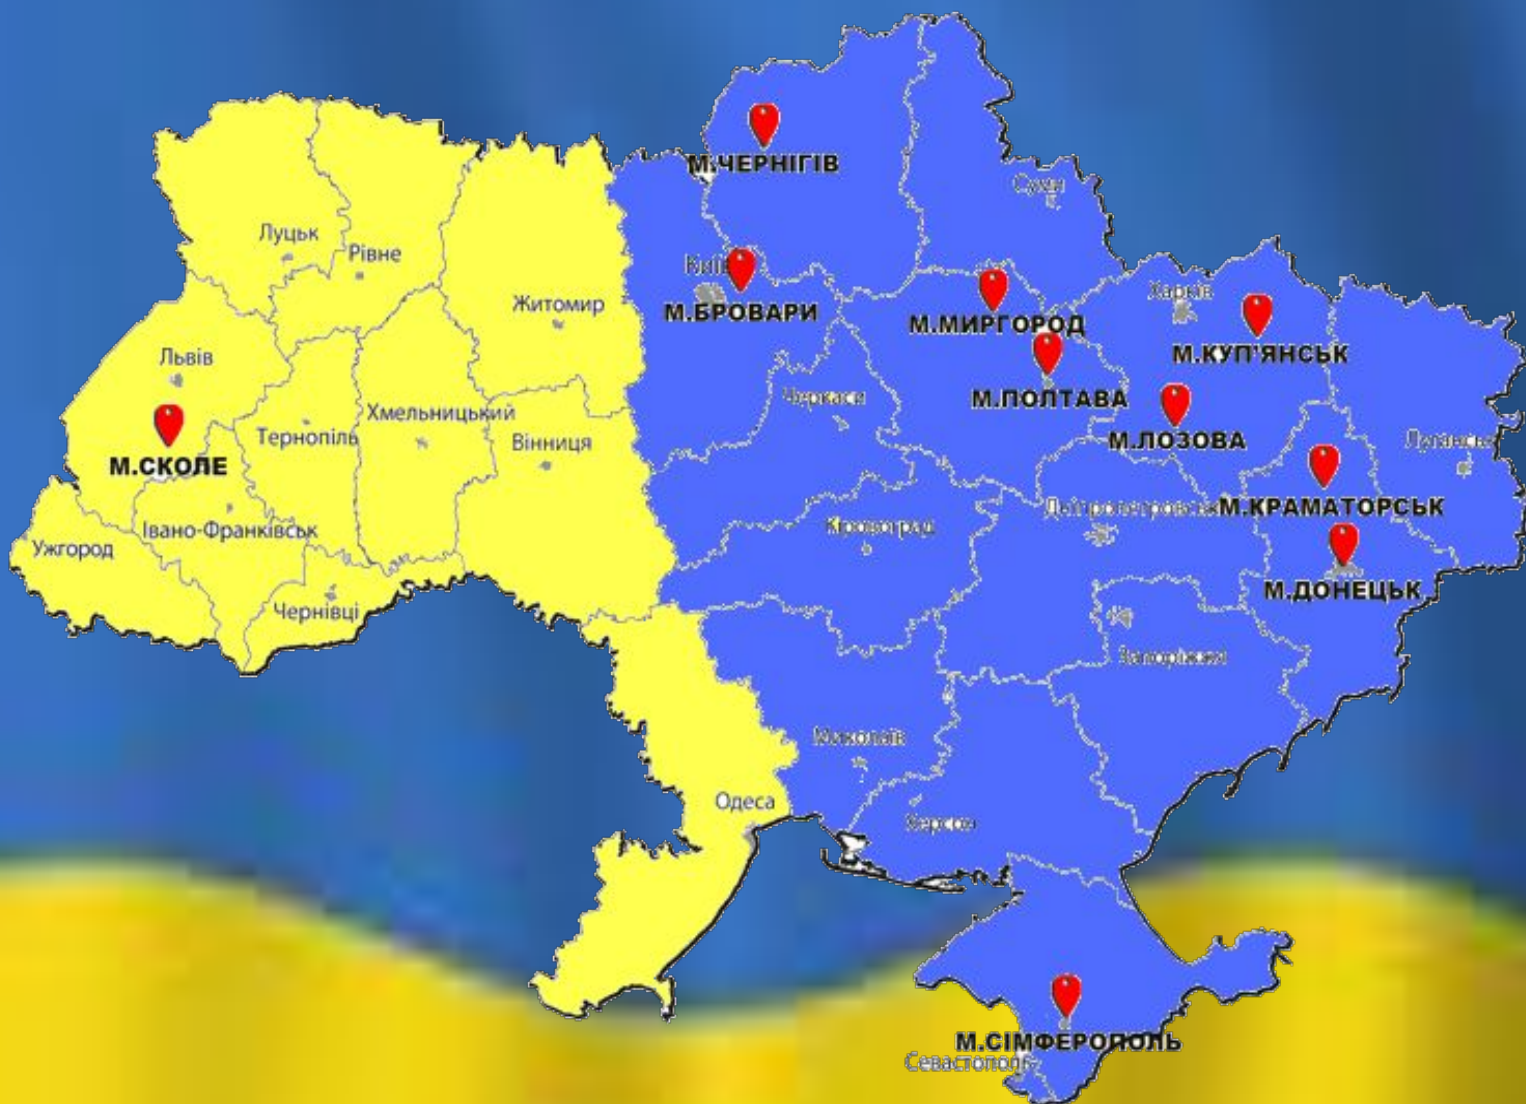 М.ЧЕРНІГІВ
Суми
Луцьк
Рівне
Київ
Житомир
М.БРОВАРИ
Харків
М.МИРГОРОД
М.КУП'ЯНСЬК
Львів
М.ПОЛТАВА
Черкаси
Хмельницький
Тернопіль
Вінниця
М.ЛОЗОВА
Луганськ
М.СКОЛЕ
Дніпропетровськ
М.КРАМАТОРСЬК
Івано-Франківськ
Кіровоград
Ужгород
М.ДОНЕЦЬК
Чернівці
Запоріжжя
Миколаїв
Одеса
Херсон
М.СІМФЕРОПОЛЬ
Севастополь